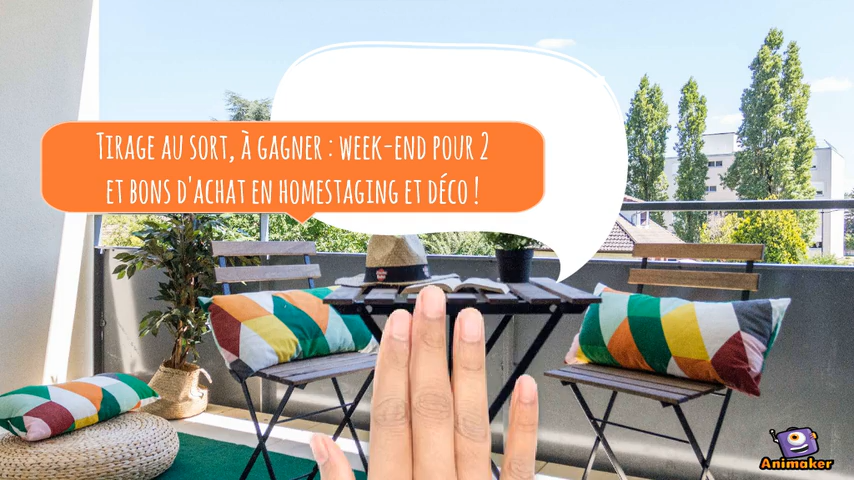 Tirage au sort, à gagner : week-end pour 2
et bons d'achat en homestaging et déco !
Animaker